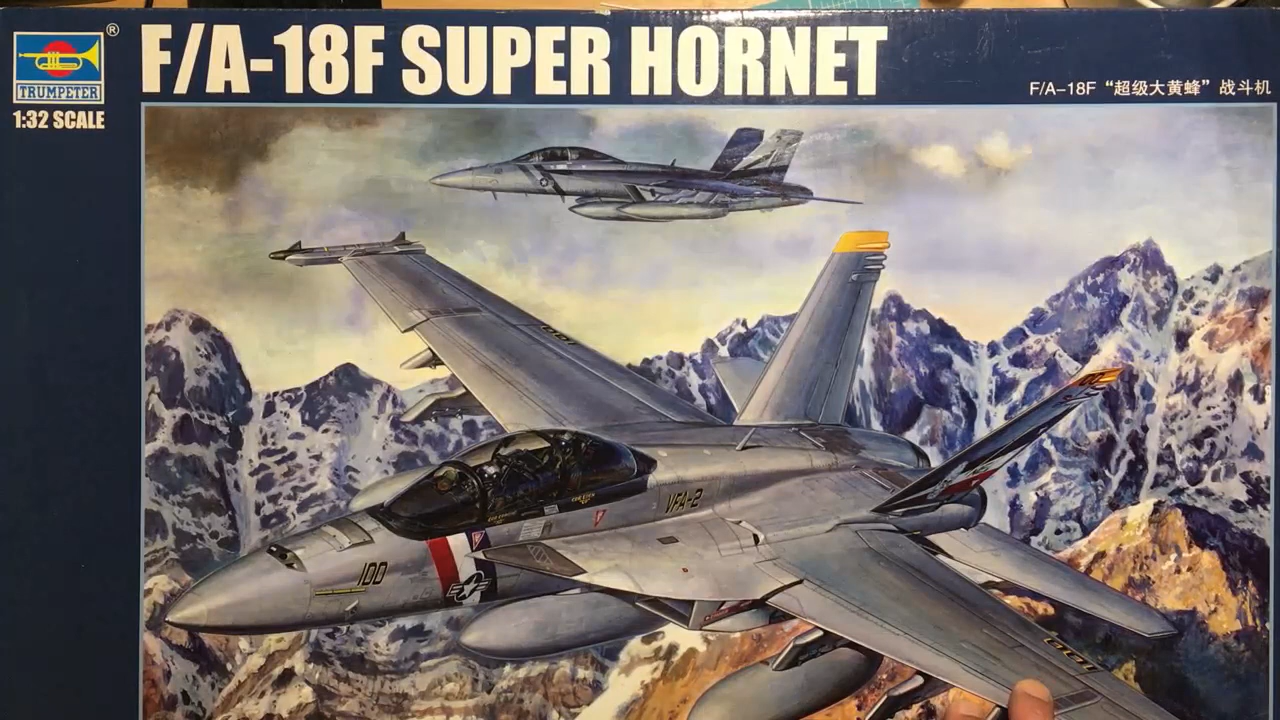 F/A-18F SUPER HORNET
®
TRUMPETER
1:32 SCALE
F/A-18F “超级大黄蜂” 战斗机
VFA-2
100